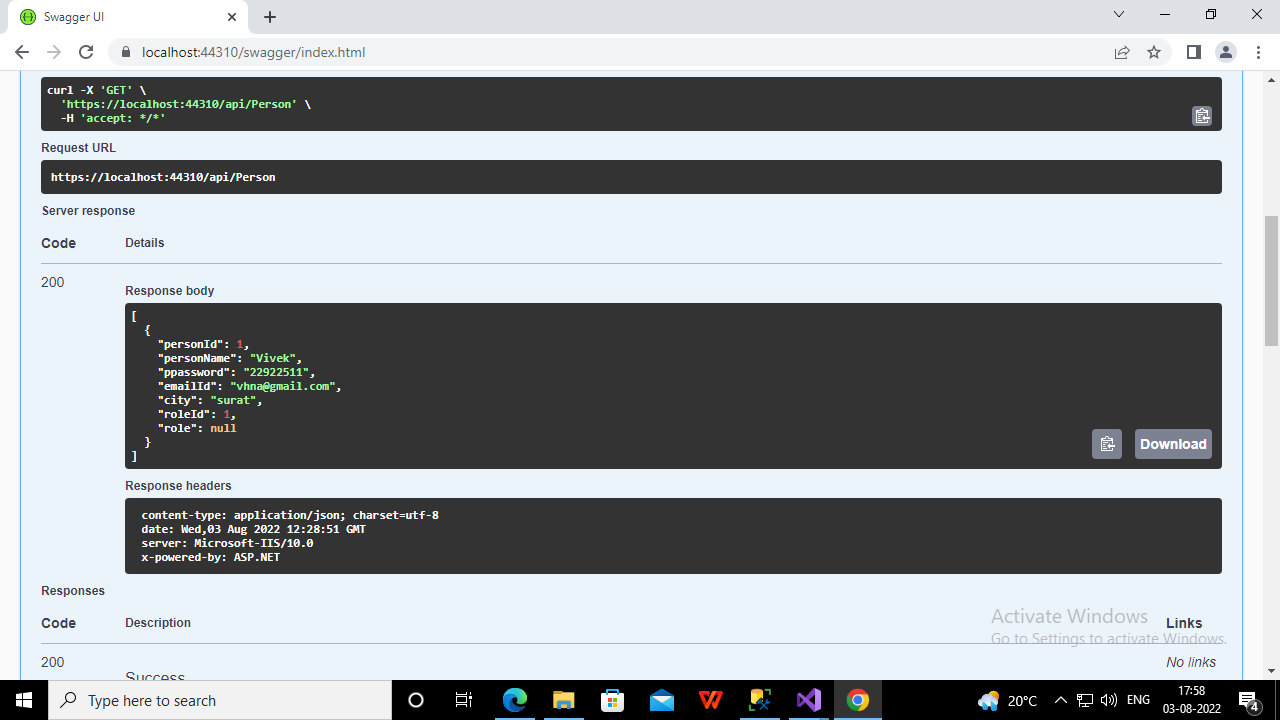 Swagger UI
localhost:44310/swagger/index.html
curl -X 'GET' \
'https://localhost:44310/api/Person' \
-H 'accept: */*'
Request URL
https://localhost:44310/api/Person
Server response
Code Details
200
Response body
[
{
"personId": 1,
"personName": "Vivek",
"ppassword": "22922511",
"emailId": "vhna@gmail.com",
"city": "surat",
"roleId": 1,
"role": null
}
]
Download
Response headers
content-type: application/json; charset=utf-8
date: Wed,03 Aug 2022 12:28:51 GMT
server: Microsoft-IIS/10.0
x-powered-by: ASP.NET
Responses
Activate Windows
Code Description Links
Go to Settings to activate Windows.
200 No links
Success
Type here to search
20°C
ENG
17:58
03-08-2022
4